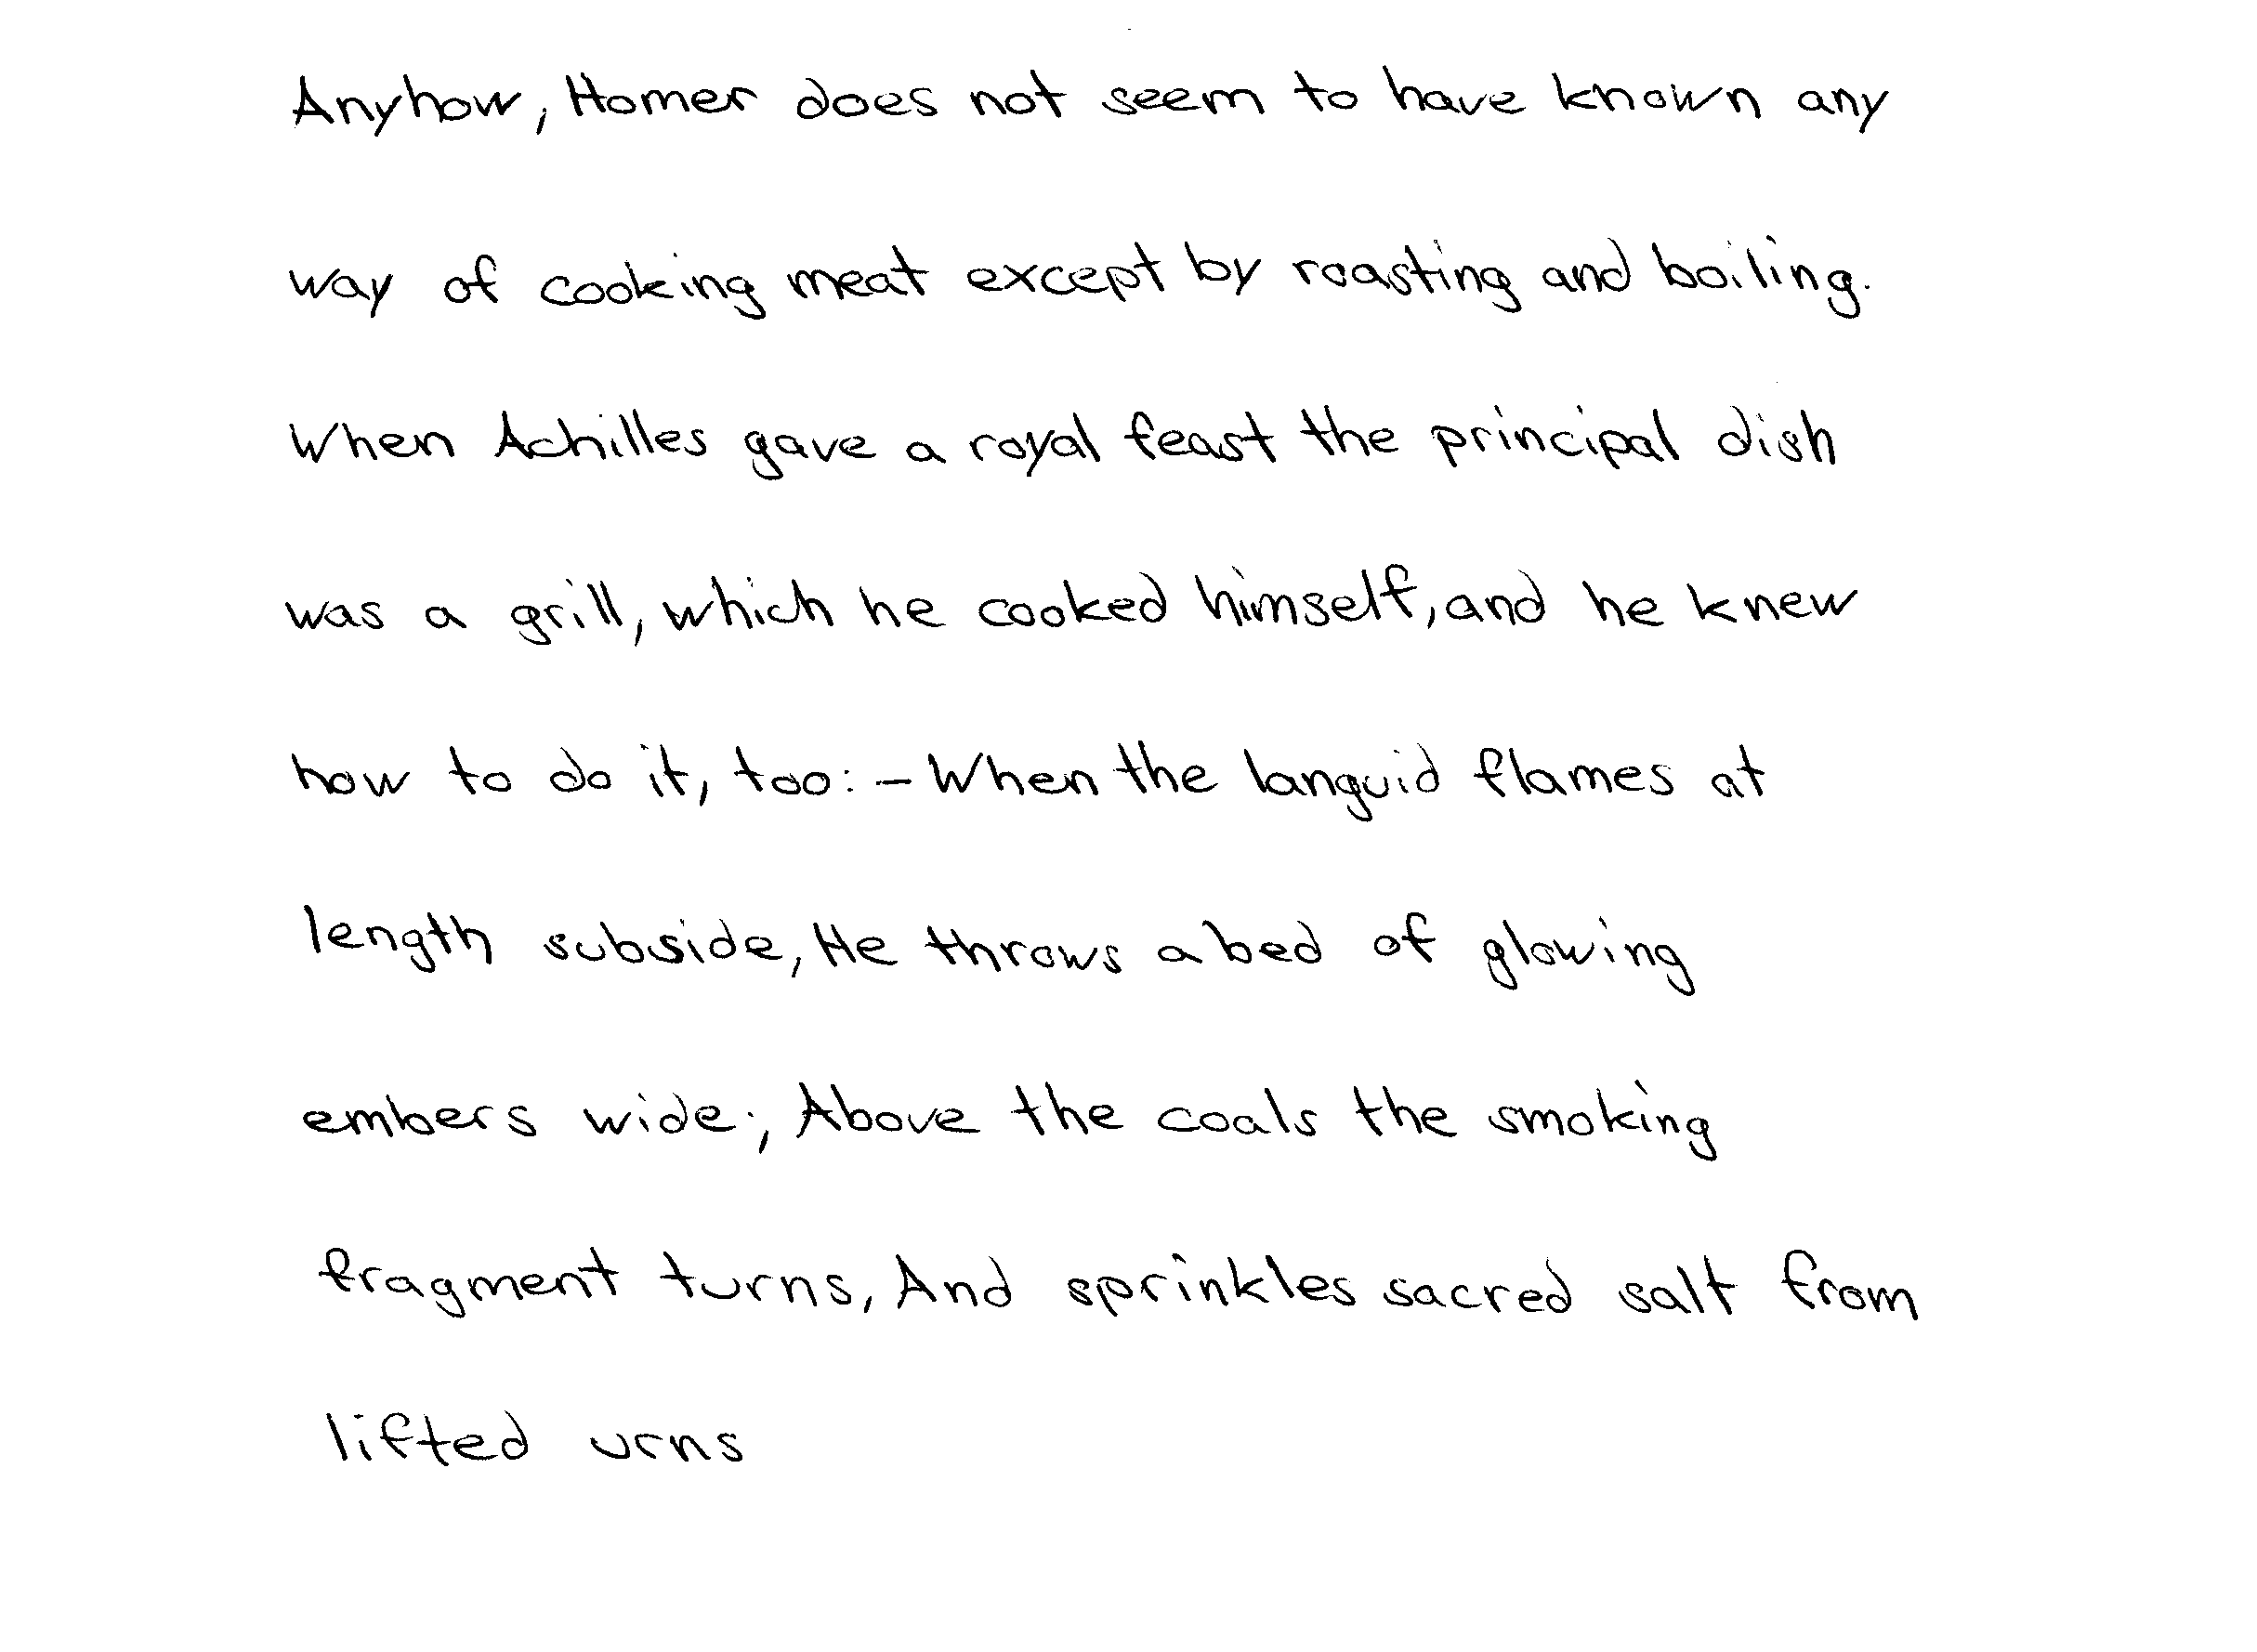 Anyhow, Homer does not seem to have known any
way of cooking meat except by roasting and boiling.
When Achilles gave a royal feast the principal dish
was a grill, which he cooked himself, and he knew
how to do it, too: - When the languid flames at
length subside, He throws a bed of glowing
embers wide; Above the coals the smoking
fragment turns, And sprinkles sacred salt from
lifted urns